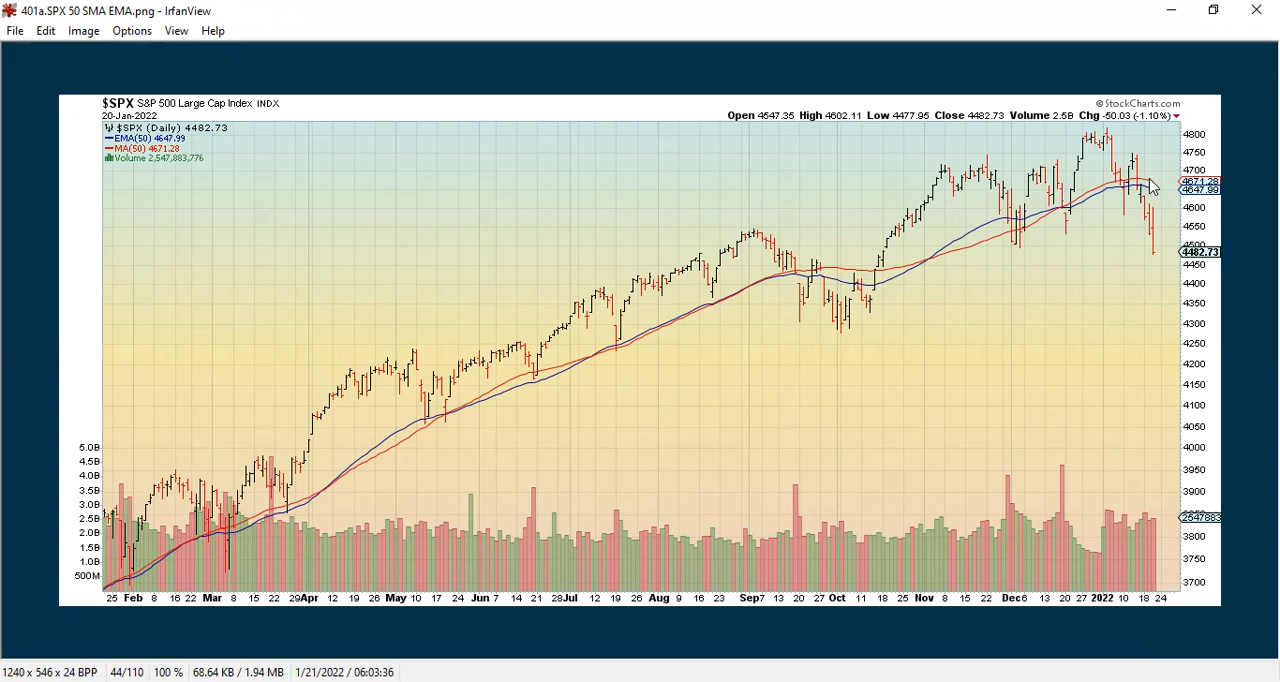 401a.SPX 50 SMA EMA.png - IrfanView
File Edit Image Options View Help
$SPX S&P 500 Large Cap Index INDX
© StockCharts.com
20-Jan-2022
Open 4547.35 High 4602.11 Low 4477.95 Close 4482.73 Volume 2.5B Chg -50.03 (-1.10%)
$SPX (Daily) 4482.73
EMA(50) 4647.99
MA(50) 4671.28
Volume 2,547,883,776
4800
4750
4700
4671.28
4647.99
4600
4550
4500
4482.73
4450
4400
4350
4300
4250
4200
4150
4100
4050
4000
3950
3900
3850
3800
3750
3700
5.0B
4.5B
4.0B
3.5B
3.0B
2.5B
2.0B
1.5B
1.0B
500M
2547883
25 Feb 8 16 22 Mar 8 15 22 29 Apr 12 19 26 May 10 17 24 Jun 7 14 21 28 Jul 12 19 26 Aug 9 16 23 Sep 7 13 20 27 Oct 11 18 25 Nov 8 15 22 Dec 6 13 20 27 2022 10 18 24
1240 x 546 x 24 BPP 44/110 100 % 68.64 KB / 1.94 MB 1/21/2022 / 06:03:36